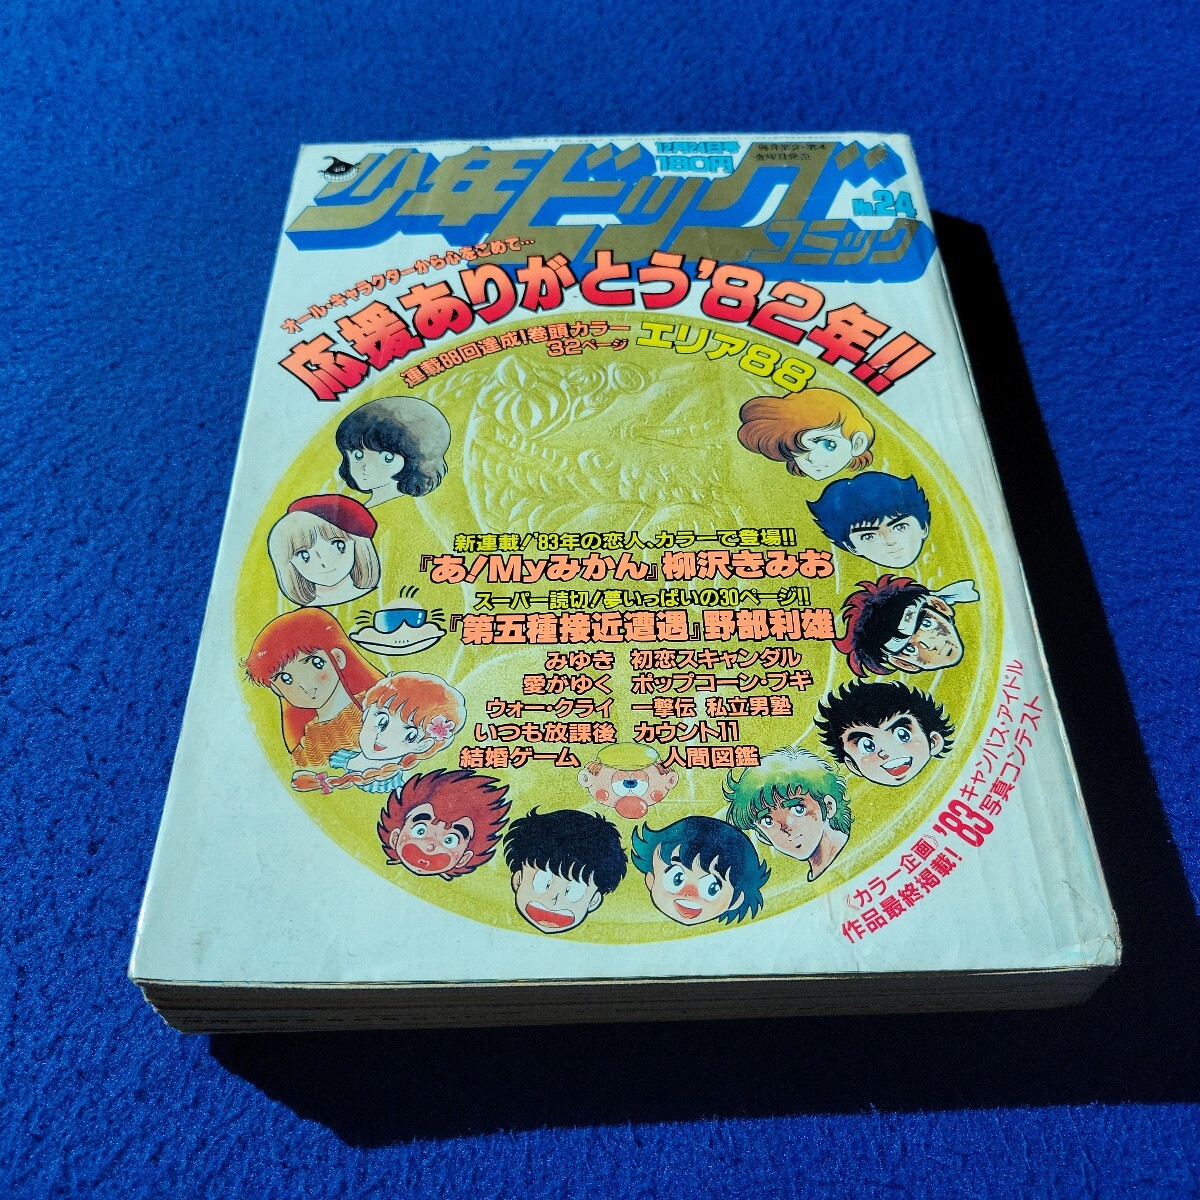 12月24日号
180円
毎月第2・第4
金曜日発売
少年ビッグコミック
No.24
オール・キャラクターから心をこめて…
応援ありがとう'82年!!
連載88回達成!巻頭カラー
32ページ
エリア88
新連載!'83年の恋人、カラーで登場!!
『あ!Myみかん』柳沢きみお
スーパー読切!夢いっぱいの30ページ!!
『第五種接近遭遇』野部利雄
みゆき 初恋スキャンダル
愛がゆく ポップコーン・ブギ
ウォー・クライ 一撃伝 私立男塾
いつも放課後 カウント11
結婚ゲーム 人間図鑑
《カラー企画》'83キャンパス・アイドル
作品最終掲載! 写真コンテスト